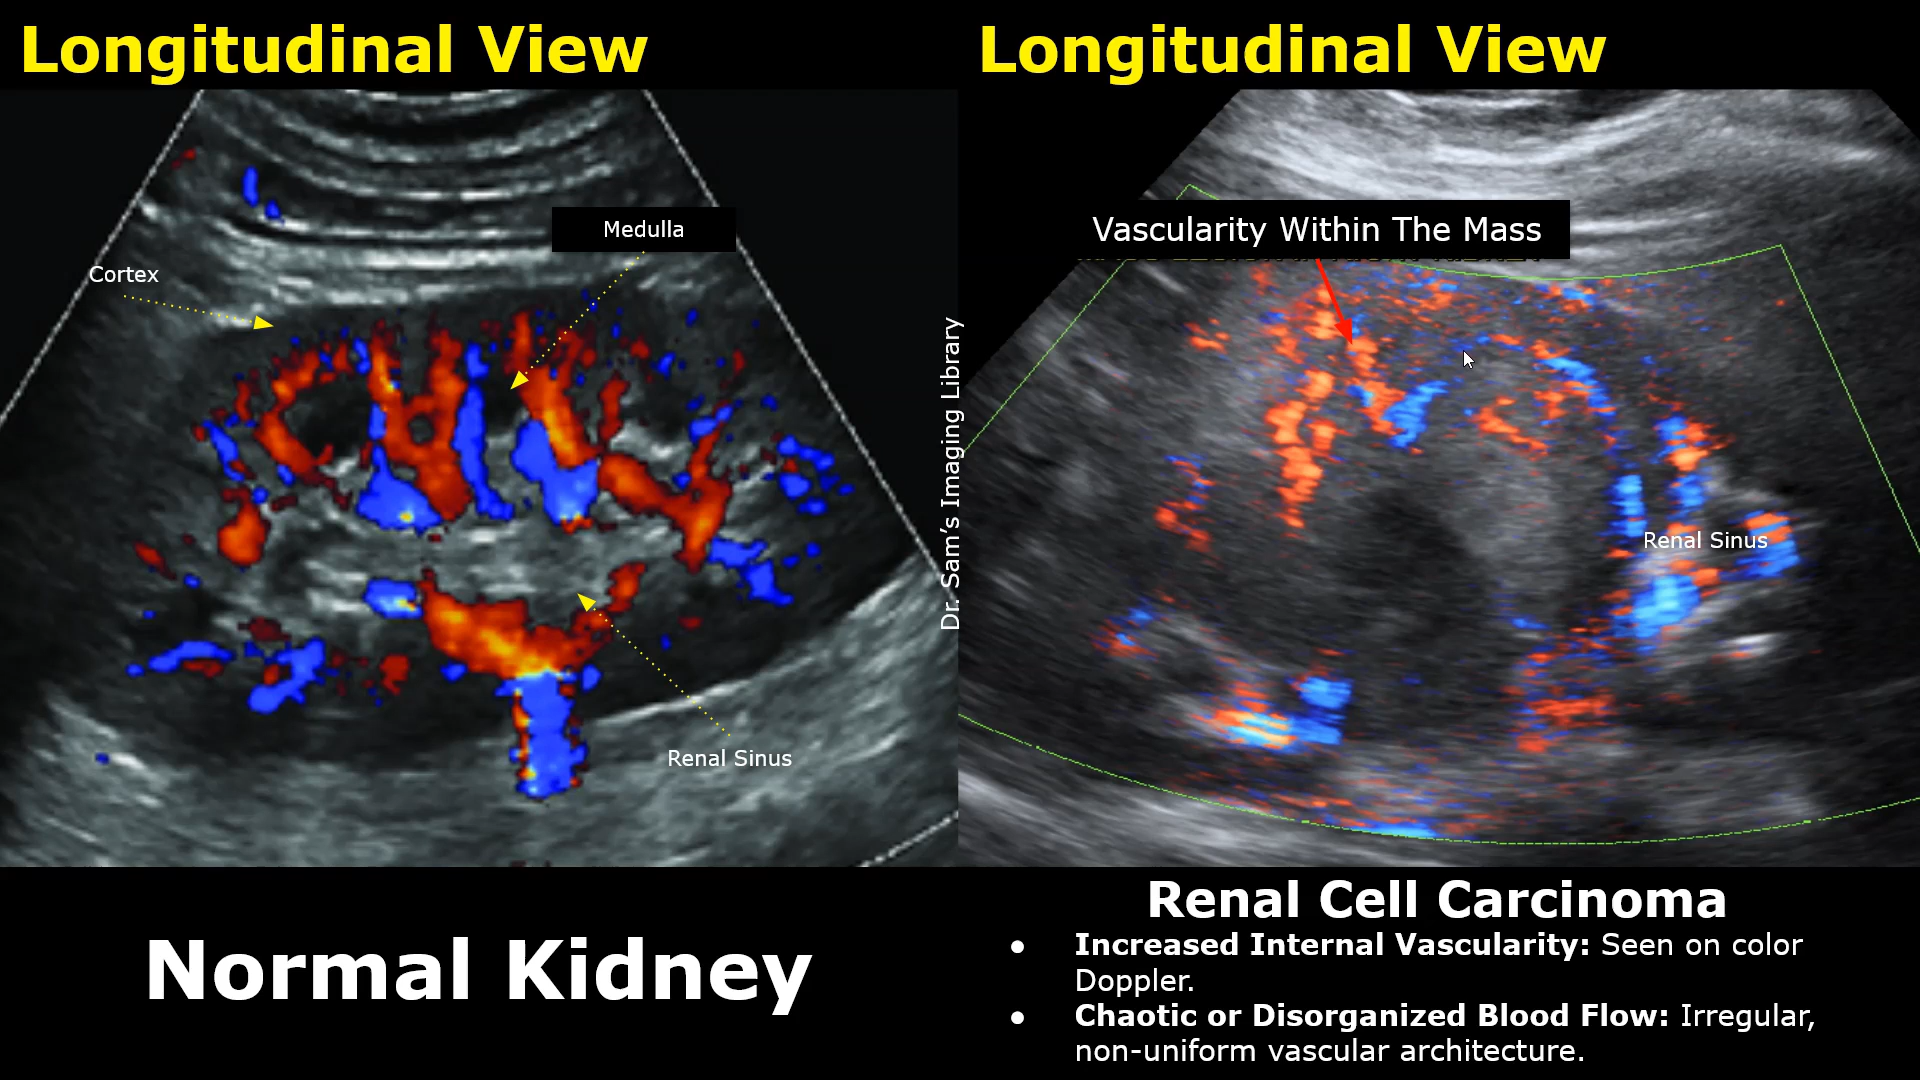 Longitudinal View
Longitudinal View
Medulla
Cortex
Renal Sinus
Dr. Sam’s Imaging Library
Vascularity Within The Mass
Renal Sinus
Normal Kidney
Renal Cell Carcinoma
● Increased Internal Vascularity: Seen on color
Doppler.
● Chaotic or Disorganized Blood Flow: Irregular,
non-uniform vascular architecture.